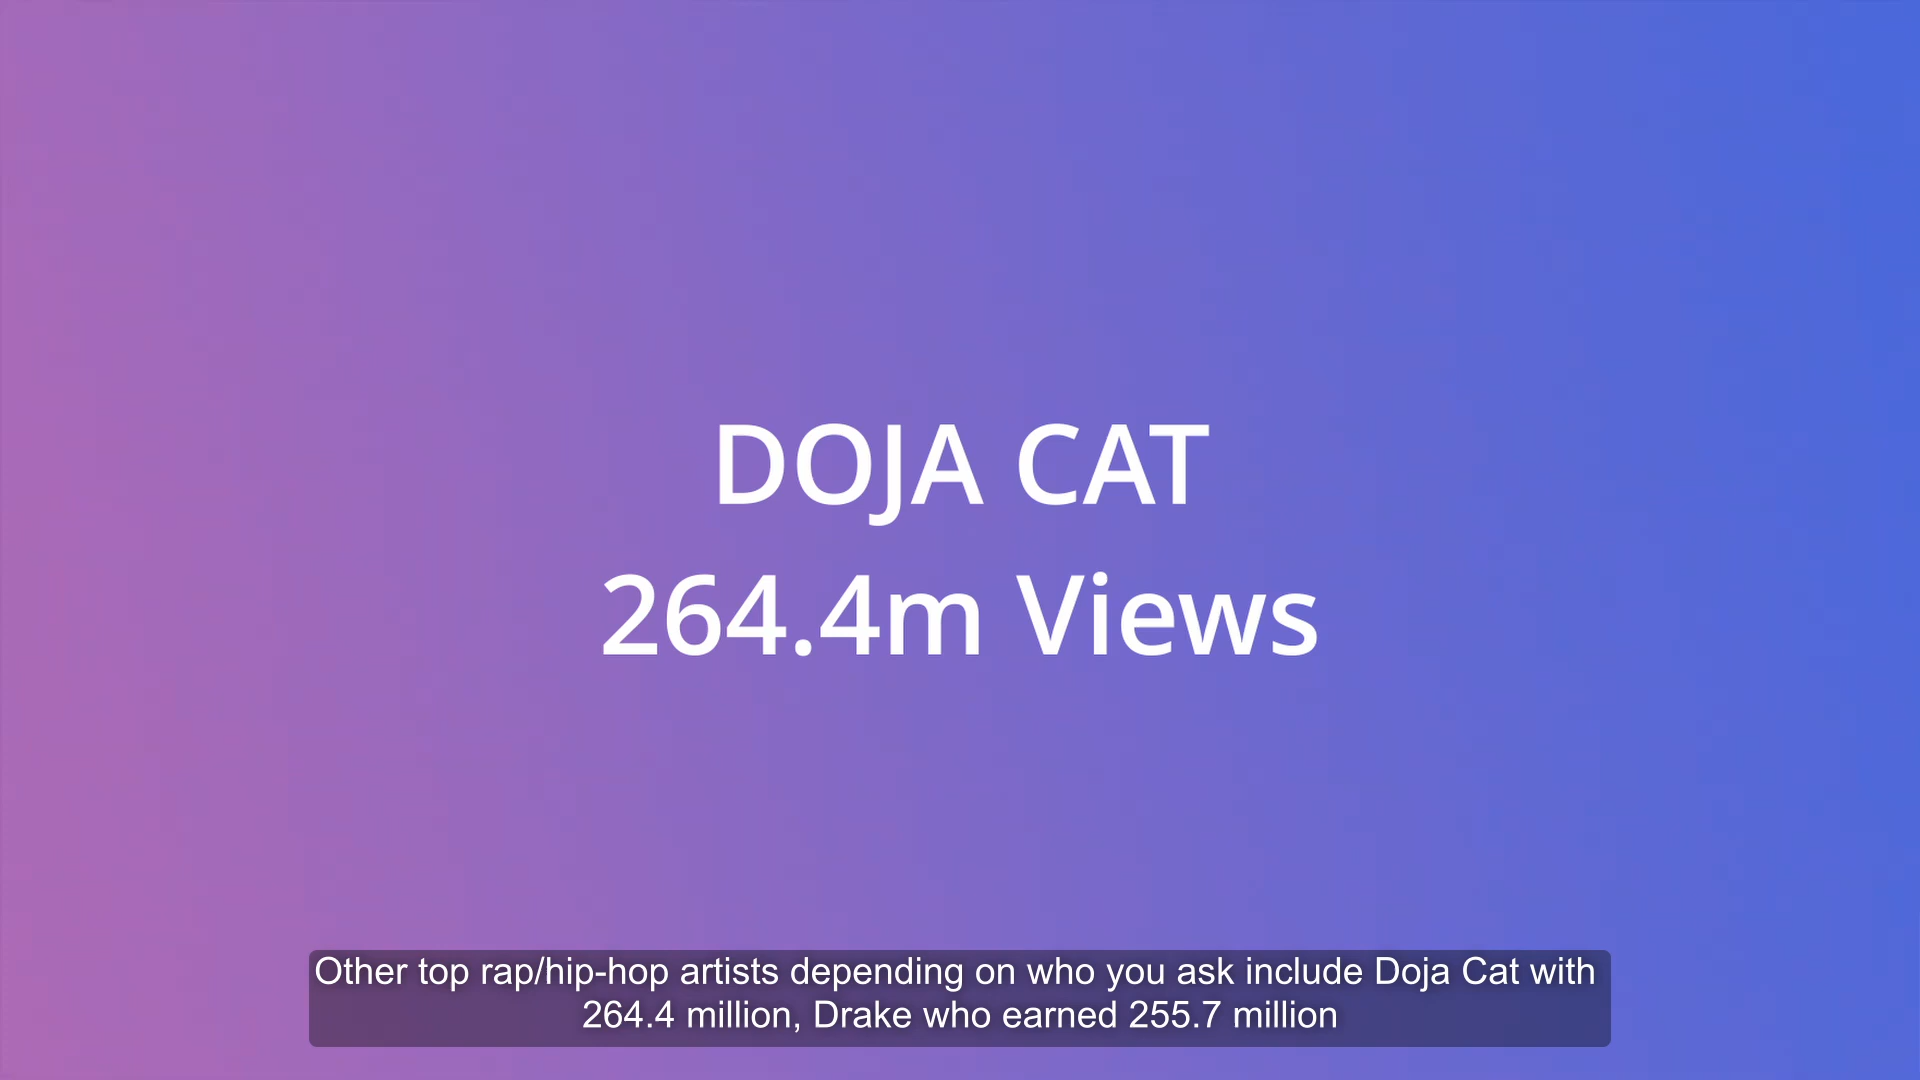 DOJA CAT
264.4m Views
Other top rap/hip-hop artists depending on who you ask include Doja Cat with
264.4 million, Drake who earned 255.7 million